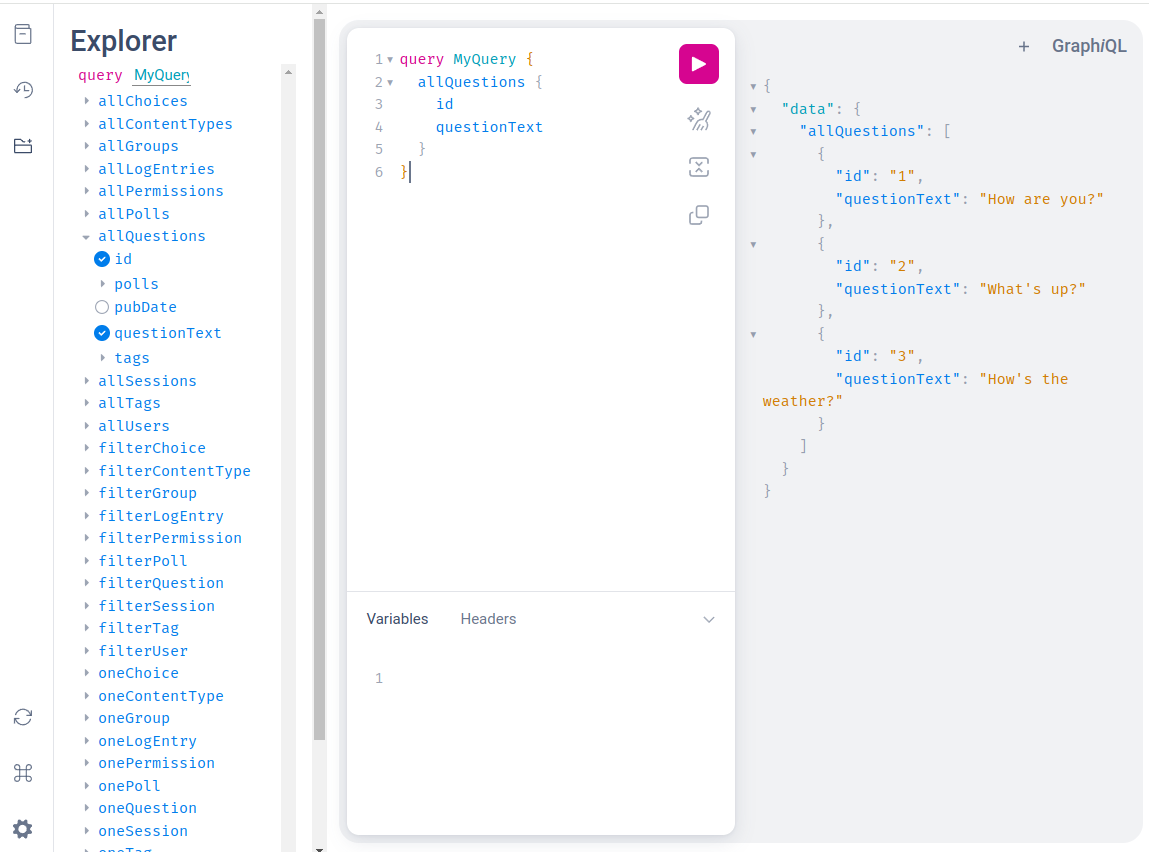 Explorer
query MyQuery
allChoices
allContentTypes
allGroups
allLogEntries
allPermissions
allPolls
allQuestions
id
polls
pubDate
questionText
tags
allSessions
allTags
allUsers
filterChoice
filterContentType
filterGroup
filterLogEntry
filterPermission
filterPoll
filterQuestion
filterSession
filterTag
filterUser
oneChoice
oneContentType
oneGroup
oneLogEntry
onePermission
onePoll
oneQuestion
oneSession
oneTag
1 query MyQuery {
2 allQuestions {
3 id
4 questionText
5 }
6 }
Variables Headers
1
+ GraphiQL
{
"data": {
"allQuestions": [
{
"id": "1",
"questionText": "How are you?"
},
{
"id": "2",
"questionText": "What's up?"
},
{
"id": "3",
"questionText": "How's the
weather?"
}
]
}
}